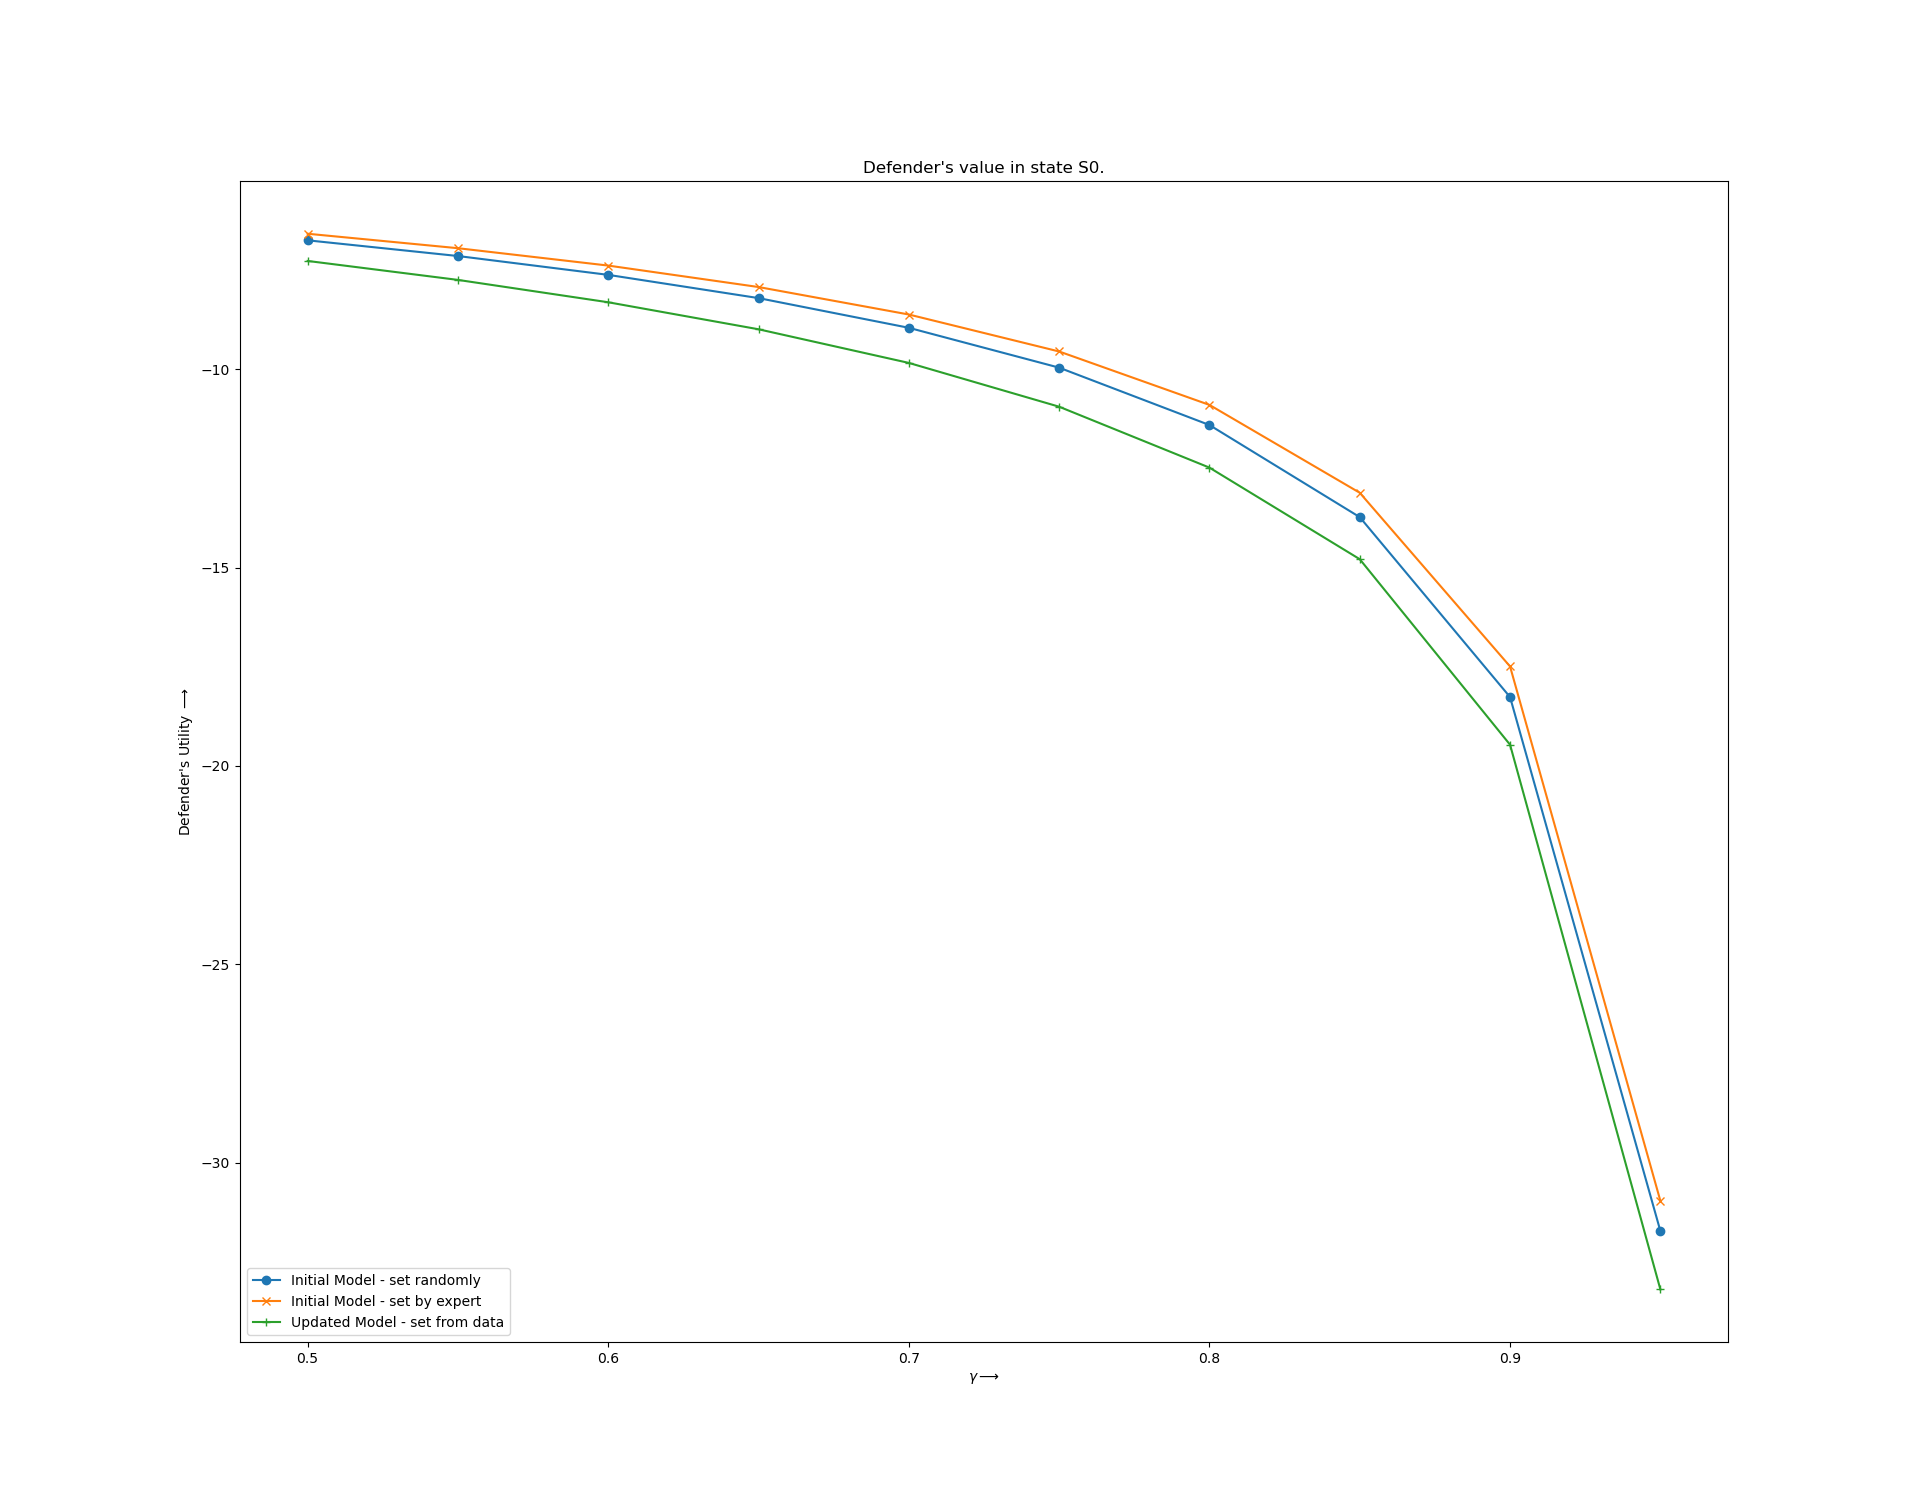 Defender's value in state S0.
Defender's Utility ⟶
−10
−15
−20
−25
−30
Initial Model - set randomly
Initial Model - set by expert
Updated Model - set from data
0.5 0.6 0.7 0.8 0.9
γ⟶